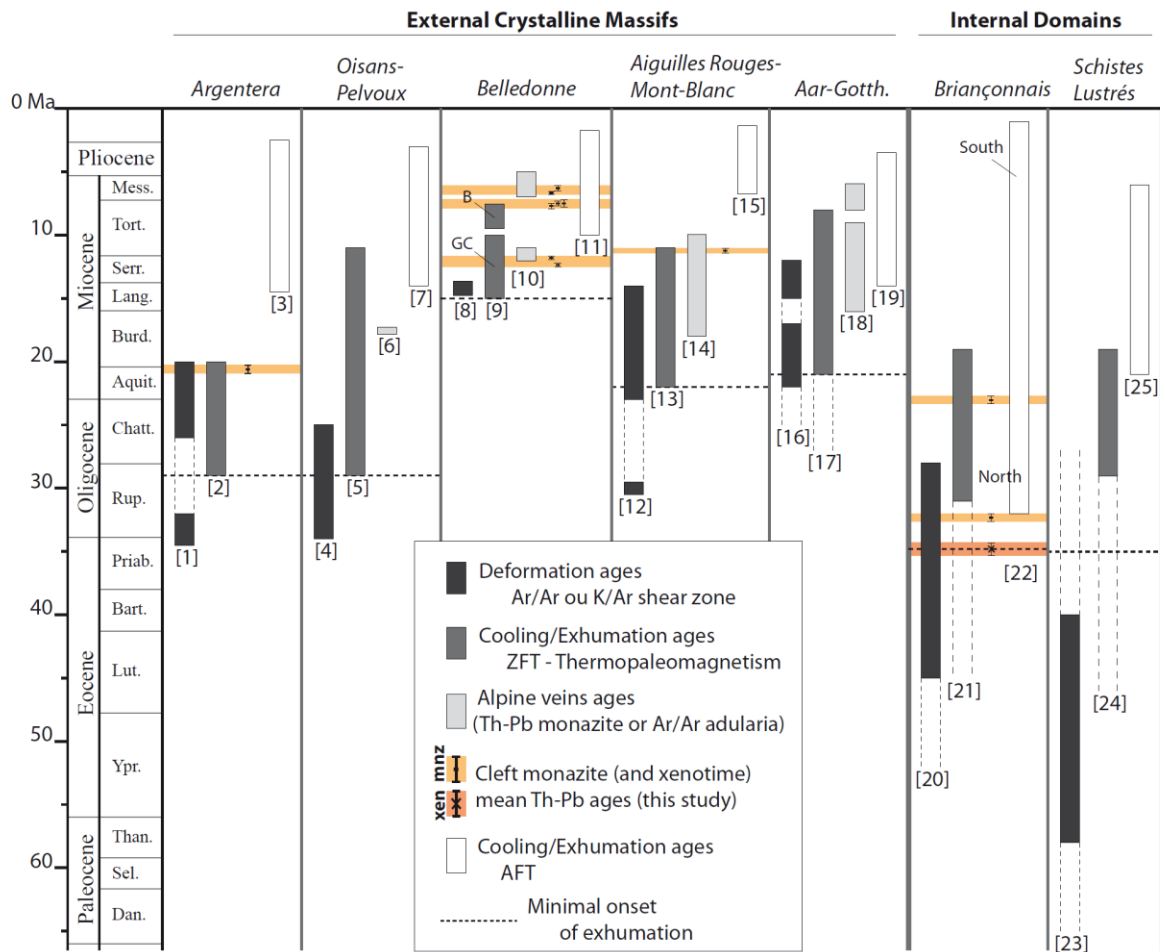 External Crystalline Massifs
Internal Domains
Argentera
Oisans-
Pelvoux
Belledonne
Aiguilles Rouges-
Mont-Blanc
Aar-Gotth.
Briançonnais
Schistes
Lustrés
0 Ma
10
20
30
40
50
60
Pliocene
Miocene
Oligocene
Eocene
Paleocene
Mess.
Tort.
Serr.
Lang.
Burd.
Aquit.
Chatt.
Rup.
Priab.
Bart.
Lut.
Ypr.
Than.
Sel.
Dan.
[1]
[2]
[3]
[4]
[5]
[6]
[7]
B
GC
[8]
[9]
[10]
[11]
[12]
[13]
[14]
[15]
[16]
[17]
[18]
[19]
South
North
[20]
[21]
[22]
[23]
[24]
[25]
Deformation ages
Ar/Ar ou K/Ar shear zone
Cooling/Exhumation ages
ZFT - Thermopaleomagnetism
Alpine veins ages
(Th-Pb monazite or Ar/Ar adularia)
xen mnz
Cleft monazite (and xenotime)
mean Th-Pb ages (this study)
Cooling/Exhumation ages
AFT
Minimal onset
of exhumation